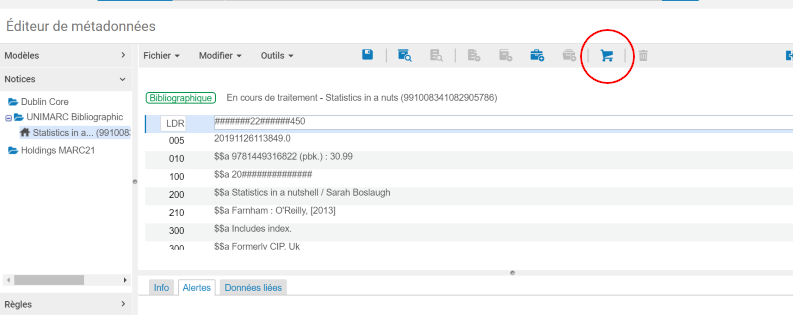 Éditeur de métadonnées
Modèles
Fichier Modifier Outils
Notices
Dublin Core
UNIMARC Bibliographic
Statistics in a... (991008
Holdings MARC21
Règles
Bibliographique En cours de traitement - Statistics in a nuts (991008341082905786)
LDR #######22######450
005 20191126113849.0
010 $$a 9781449316822 (pbk.) : 30.99
100 $$a 20##############
200 $$a Statistics in a nutshell / Sarah Boslaugh
210 $$a Farnham : O'Reilly, [2013]
300 $$a Includes index.
300 $$a Formerly CIP. Uk
Info Alertes Données liées